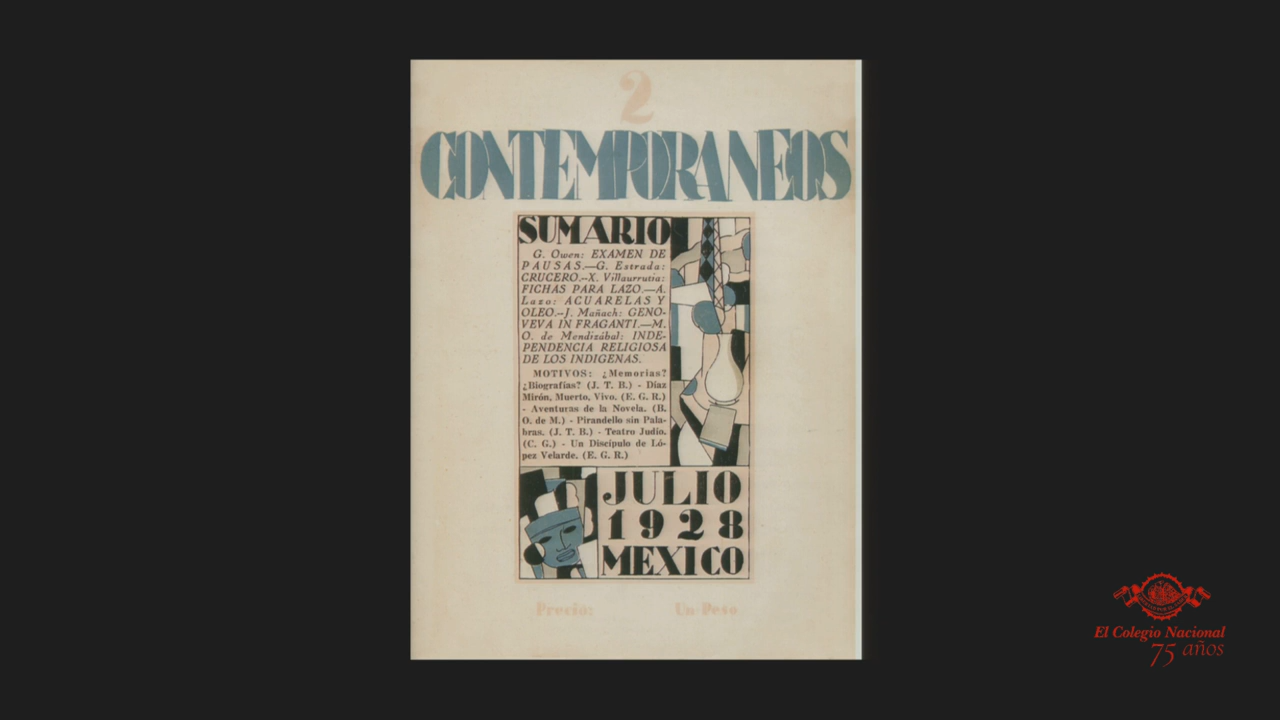 2
CONTEMPORANEOS
SUMARIO
G. Owen: EXAMEN DE
PAUSAS.—G. Estrada:
CRUCERO.--X. Villaurrutia:
FICHAS PARA LAZO.—A.
Lazo: ACUARELAS Y
OLEO.--J. Mañach: GENO-
VEVA IN FRAGANTI.—M.
O. de Mendizábal: INDE-
PENDENCIA RELIGIOSA
DE LOS INDIGENAS.
MOTIVOS: ¿Memorias?
¿Biografías? (J. T. B.) - Díaz
Mirón, Muerto, Vivo. (E. G. R.)
- Aventuras de la Novela. (B.
O. de M.) - Pirandello sin Pala-
bras. (J. T. B.) - Teatro Judío.
(C. G.) - Un Discípulo de Ló-
pez Velarde. (E. G. R.)
JULIO
1928
MEXICO
Precio: Un Peso
El Colegio Nacional
75 años